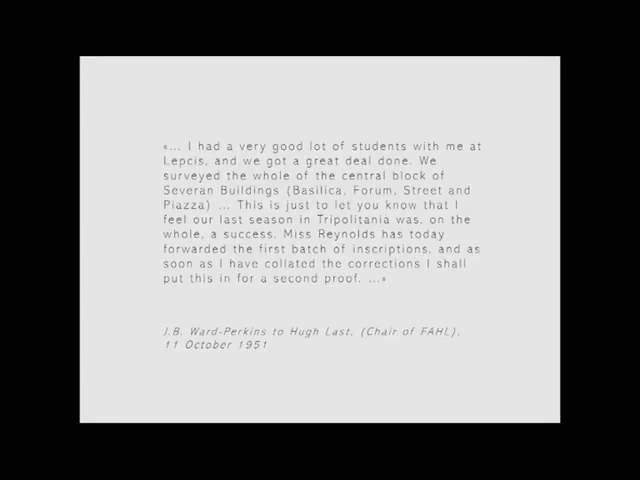 «... I had a very good lot of students with me at
Lepcis, and we got a great deal done. We
surveyed the whole of the central block of
Severan Buildings (Basilica, Forum, Street and
Piazza) ... This is just to let you know that I
feel our last season in Tripolitania was, on the
whole, a success. Miss Reynolds has today
forwarded the first batch of inscriptions, and as
soon as I have collated the corrections I shall
put this in for a second proof. ...»
J.B. Ward-Perkins to Hugh Last, (Chair of FAHL),
11 October 1951